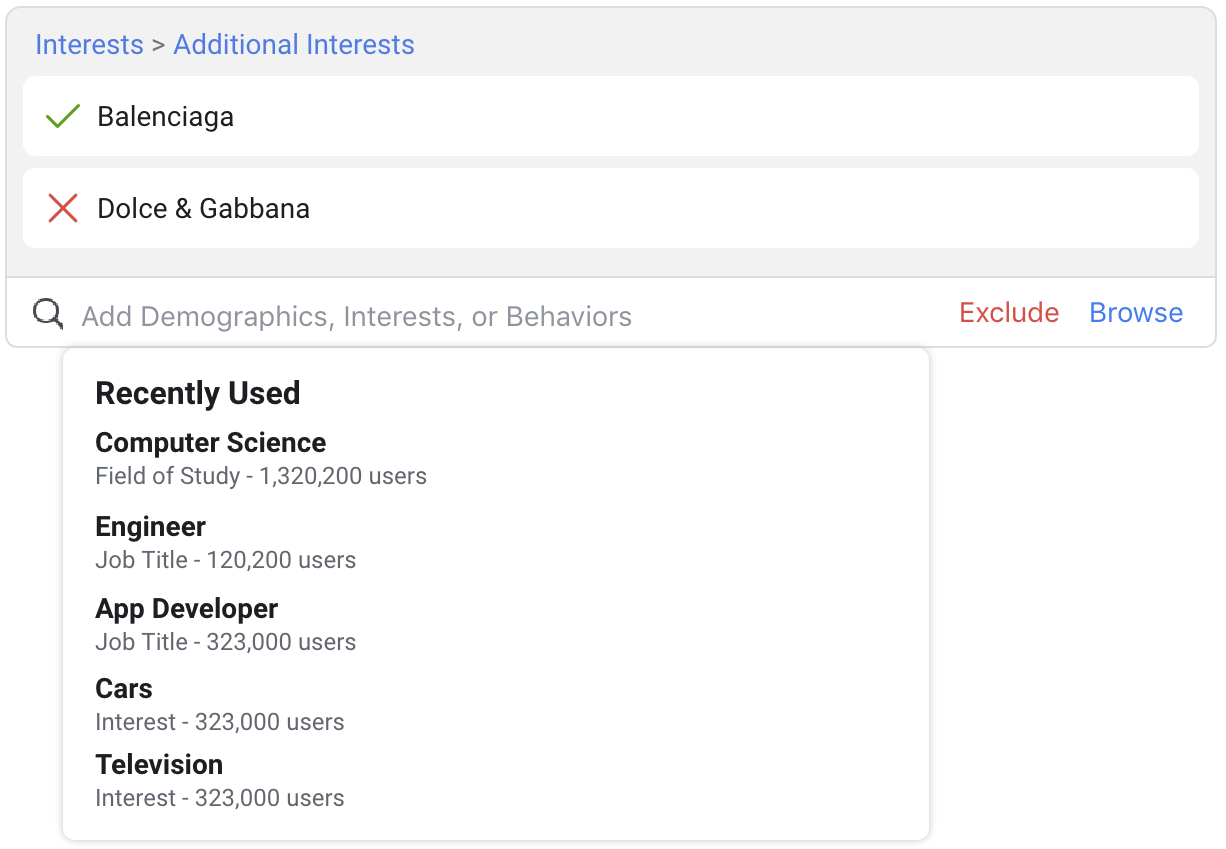 Interests > Additional Interests
Balenciaga
Dolce & Gabbana
Add Demographics, Interests, or Behaviors Exclude Browse
Recently Used
Computer Science
Field of Study - 1,320,200 users
Engineer
Job Title - 120,200 users
App Developer
Job Title - 323,000 users
Cars
Interest - 323,000 users
Television
Interest - 323,000 users